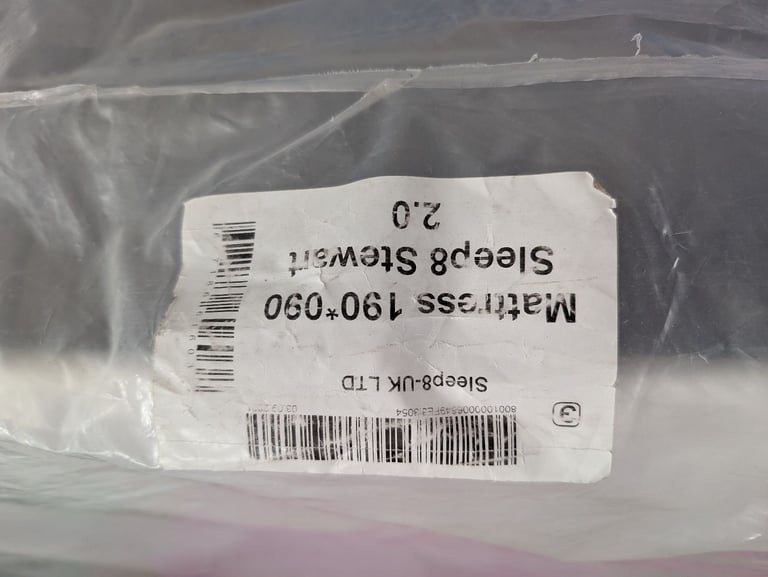 3
Sleep8-UK LTD
Mattress 190*090
Sleep8 Stewart
2.0